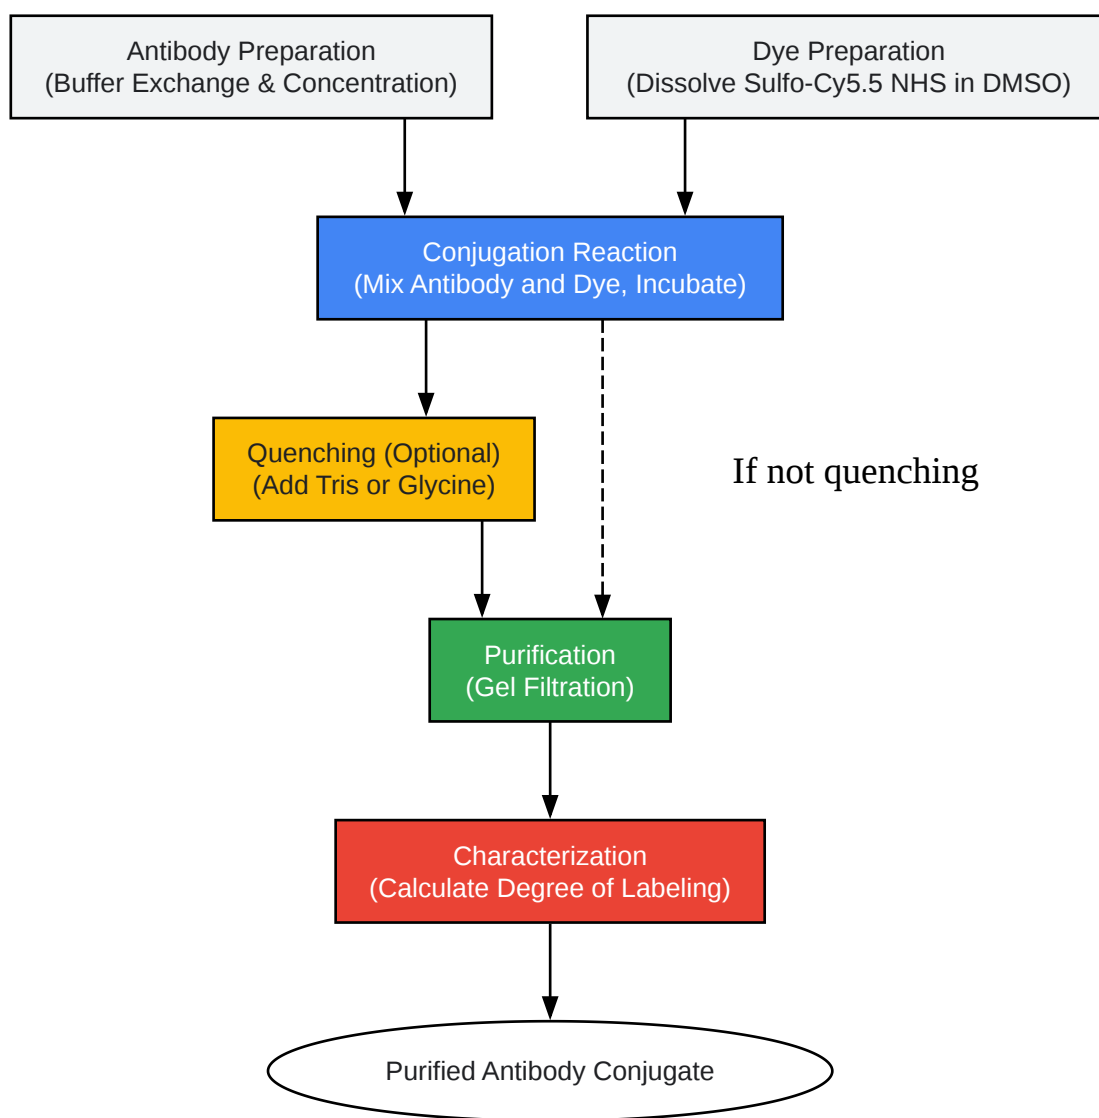 Antibody Preparation
(Buffer Exchange & Concentration)
Dye Preparation
(Dissolve Sulfo-Cy5.5 NHS in DMSO)
Conjugation Reaction
(Mix Antibody and Dye, Incubate)
Quenching (Optional)
(Add Tris or Glycine)
If not quenching
Purification
(Gel Filtration)
Characterization
(Calculate Degree of Labeling)
Purified Antibody Conjugate